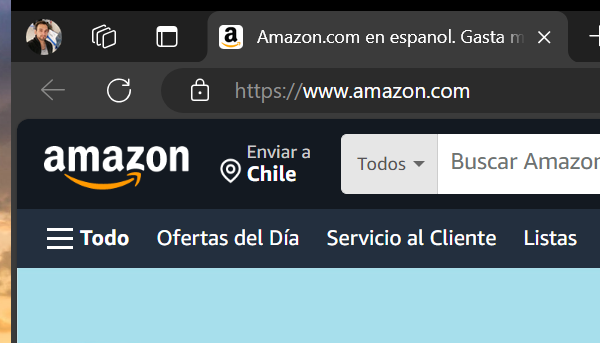 Amazon.com en espanol. Gasta m
https://www.amazon.com
amazon
Enviar a
Chile
Todos
Buscar Amazon
Todo
Ofertas del Día
Servicio al Cliente
Listas